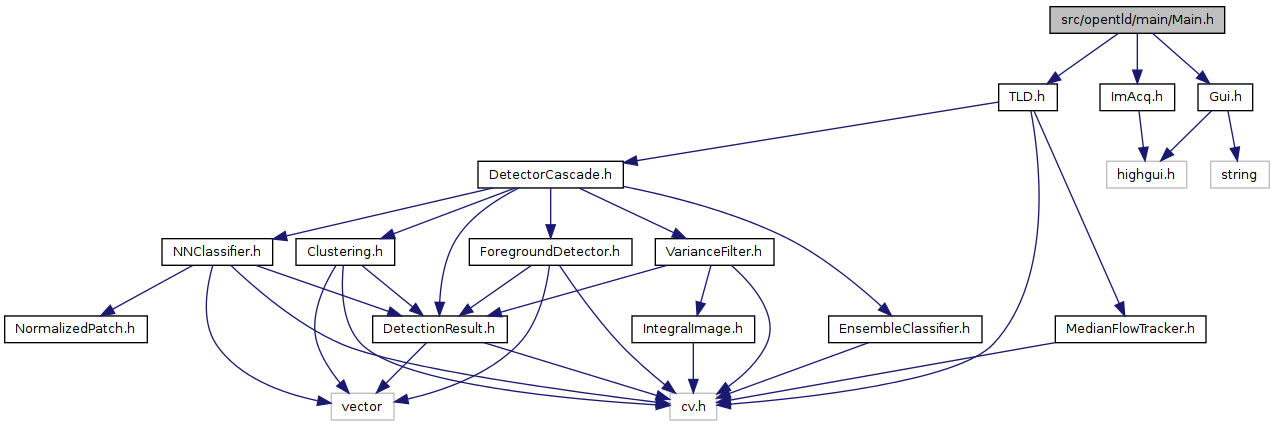 src/opentld/main/Main.h
TLD.h
ImAcq.h
Gui.h
DetectorCascade.h
highgui.h
string
NNClassifier.h
Clustering.h
ForegroundDetector.h
VarianceFilter.h
NormalizedPatch.h
DetectionResult.h
IntegralImage.h
EnsembleClassifier.h
MedianFlowTracker.h
vector
cv.h